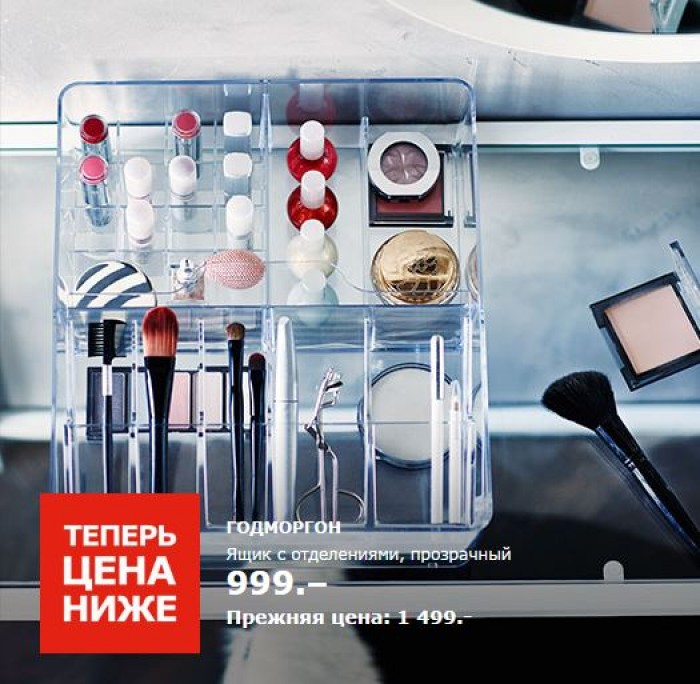 ТЕПЕРЬ
ЦЕНА
НИЖЕ
ГОДМОРГОН
Ящик с отделениями, прозрачный
999.–
Прежняя цена: 1 499.–